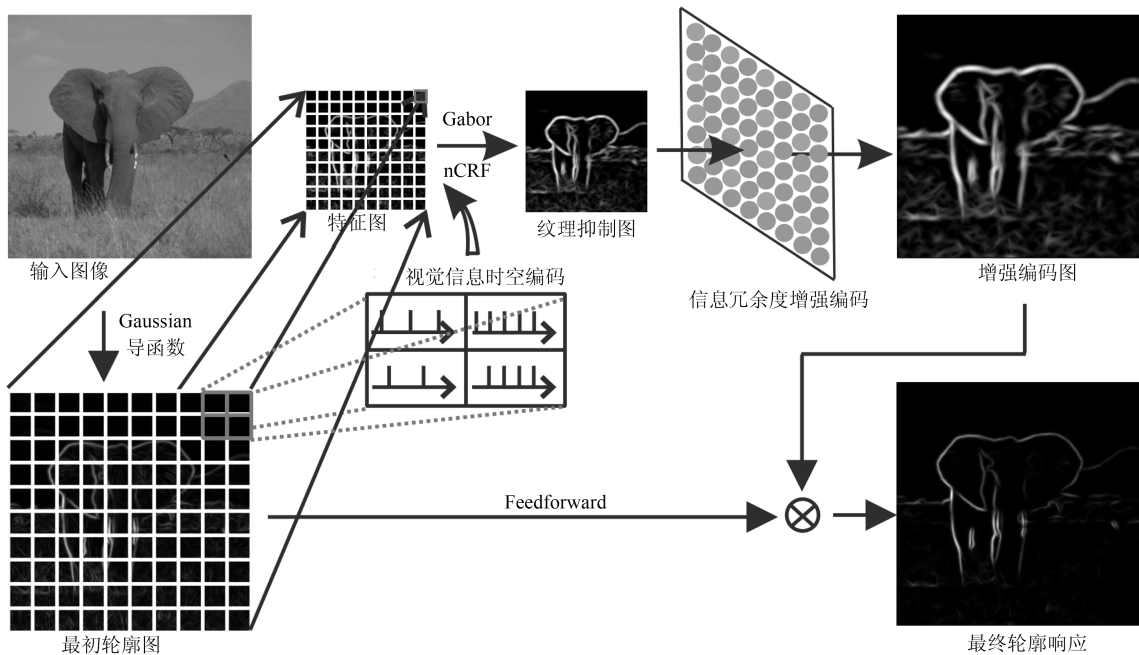 输入图像
Gaussian
导函数
最初轮廓图
特征图
Gabor
nCRF
视觉信息时空编码
纹理抑制图
信息冗余度增强编码
增强编码图
Feedforward
最终轮廓响应